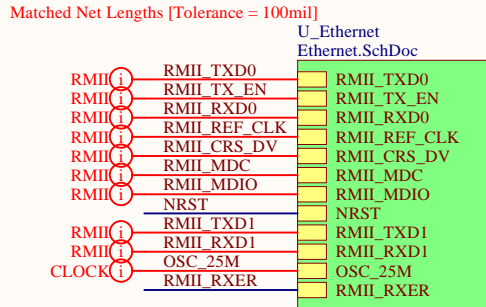 Matched Net Lengths [Tolerance = 100mil]
U_Ethernet
Ethernet.SchDoc
RMII i RMII_TXD0 RMII_TXD0
RMII i RMII_TX_EN RMII_TX_EN
RMII i RMII_RXD0 RMII_RXD0
RMII i RMII_REF_CLK RMII_REF_CLK
RMII i RMII_CRS_DV RMII_CRS_DV
RMII i RMII_MDC RMII_MDC
RMII i RMII_MDIO RMII_MDIO
NRST NRST
RMII i RMII_TXD1 RMII_TXD1
RMII i RMII_RXD1 RMII_RXD1
CLOCK i OSC_25M OSC_25M
RMII_RXER RMII_RXER